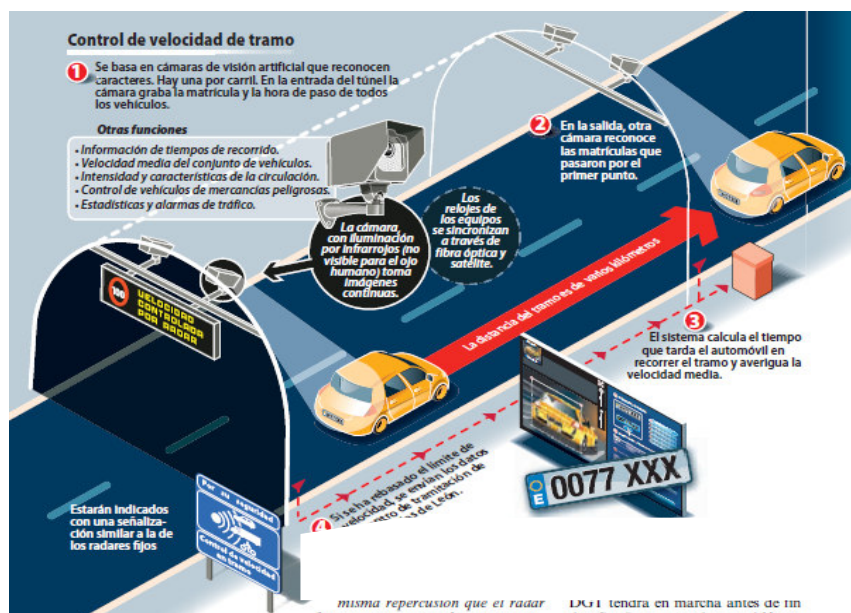 Control de velocidad de tramo
1
Se basa en cámaras de visión artificial que reconocen
caracteres. Hay una por carril. En la entrada del túnel la
cámara graba la matrícula y la hora de paso de todos
los vehículos.
Otras funciones
• Información de tiempos de recorrido.
• Velocidad media del conjunto de vehículos.
• Intensidad y características de la circulación.
• Control de vehículos de mercancías peligrosas.
• Estadísticas y alarmas de tráfico.
2
En la salida, otra
cámara reconoce
las matrículas que
pasaron por el
primer punto.
La cámara,
con iluminación
por infrarrojos (no
visible para el ojo
humano) toma
imágenes
continuas.
Los
relojes de
los equipos
se sincronizan
a través de
fibra óptica y
satélite.
100
VELOCIDAD
CONTROLADA
POR RADAR
La distancia del tramo es de varios kilómetros
3
El sistema calcula el tiempo
que tarda el automóvil en
recorrer el tramo y averigua la
velocidad media.
E 0077 XXX
Estarán indicados
con una señaliza-
ción similar a la de
los radares fijos
Por su seguridad
Control de velocidad
en tramo
4
Si se ha rebasado el límite de
velocidad, se envían los datos
de tramitación de
de León.
misma repercusión que el radar
DGT tendrá en marcha antes de fin